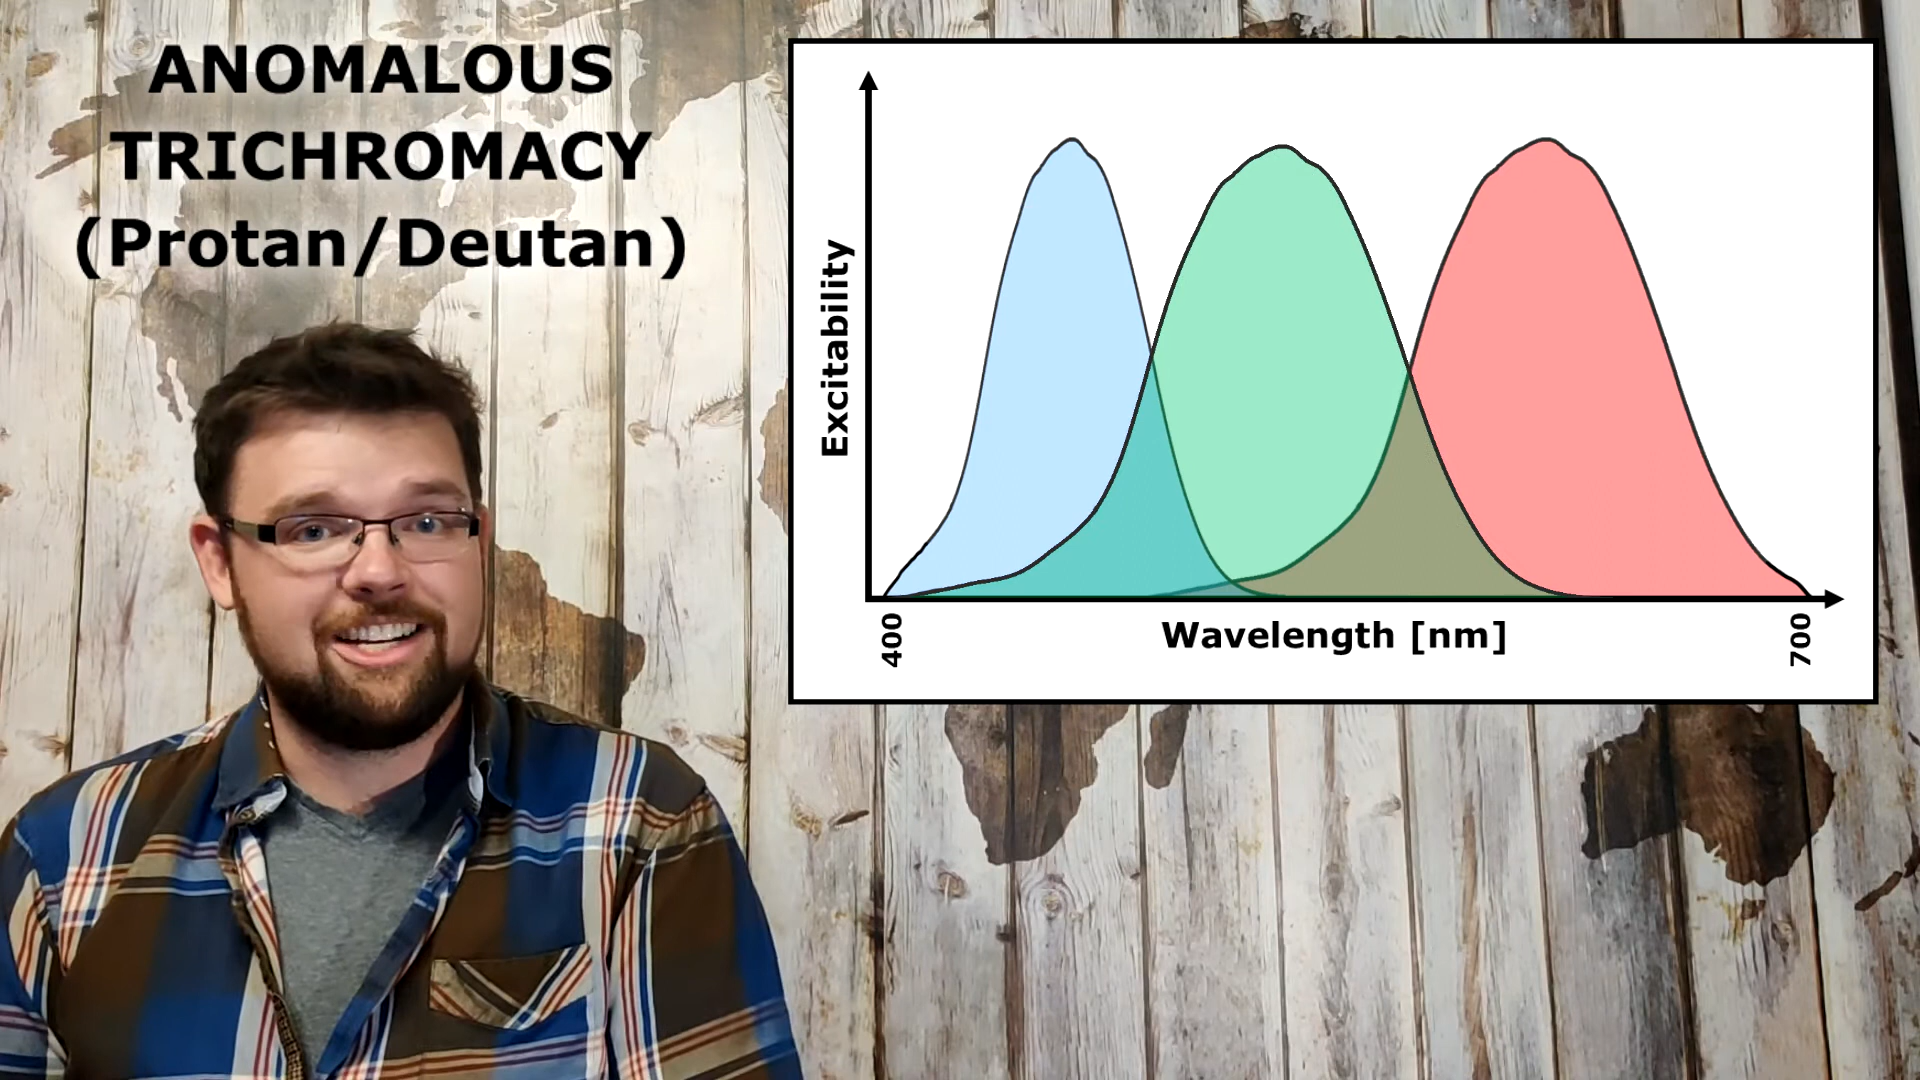 ANOMALOUS
TRICHROMACY
(Protan/Deutan)
Excitability
400
Wavelength [nm]
700